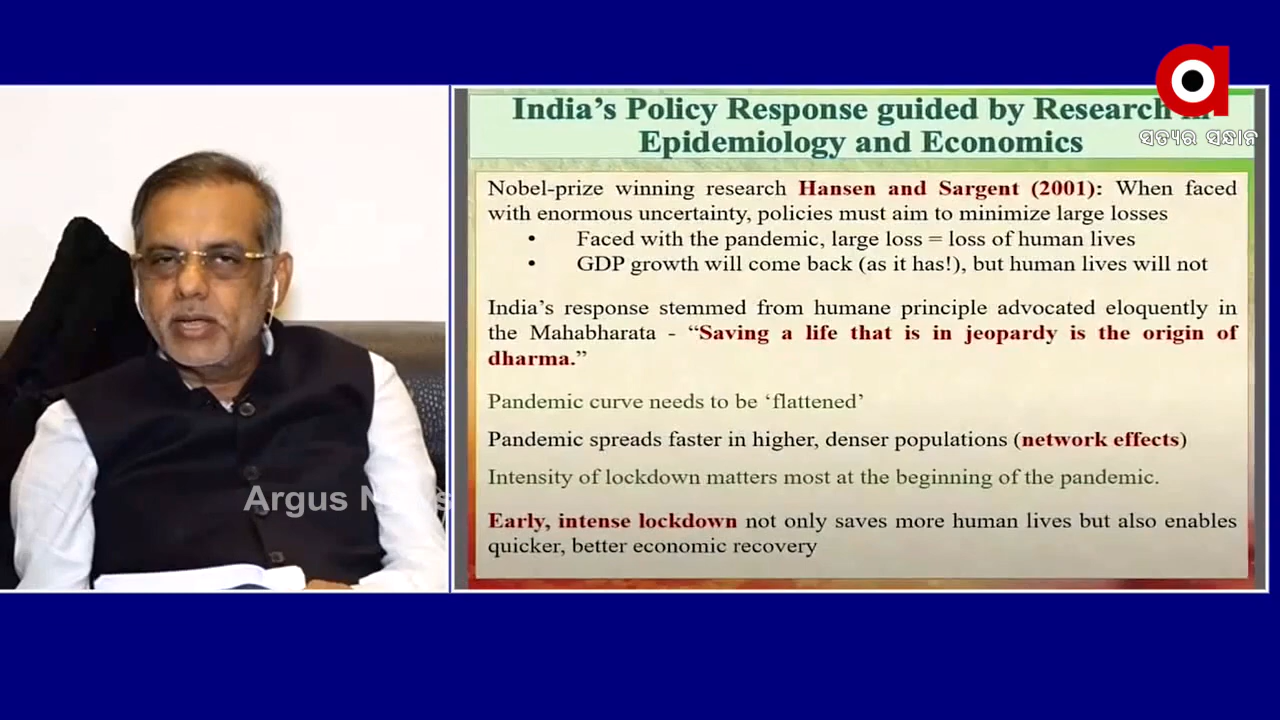 India's Policy Response guided by Research in
Epidemiology and Economics
ସତ୍ୟର ସନ୍ଧାନ
Nobel-prize winning research Hansen and Sargent (2001): When faced
with enormous uncertainty, policies must aim to minimize large losses
• Faced with the pandemic, large loss = loss of human lives
• GDP growth will come back (as it has!), but human lives will not
India's response stemmed from humane principle advocated eloquently in
the Mahabharata - “Saving a life that is in jeopardy is the origin of
dharma.”
Pandemic curve needs to be ‘flattened’
Pandemic spreads faster in higher, denser populations (network effects)
Intensity of lockdown matters most at the beginning of the pandemic.
Argus News
Early, intense lockdown not only saves more human lives but also enables
quicker, better economic recovery